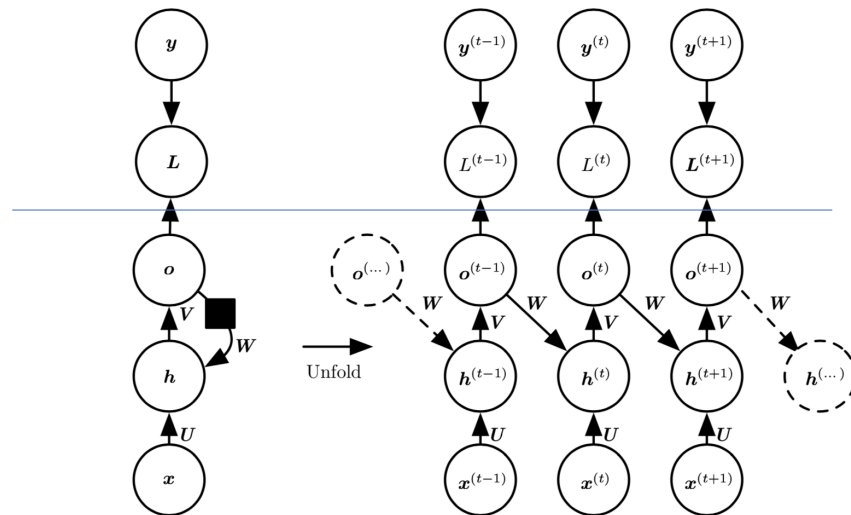 y y^(t−1) y^(t) y^(t+1)
L L^(t−1) L^(t) L^(t+1)
o o^(...) o^(t−1) o^(t) o^(t+1)
W W W W
V V V V
W
Unfold
h h^(t−1) h^(t) h^(t+1) h^(...)
U U U U
x x^(t−1) x^(t) x^(t+1)